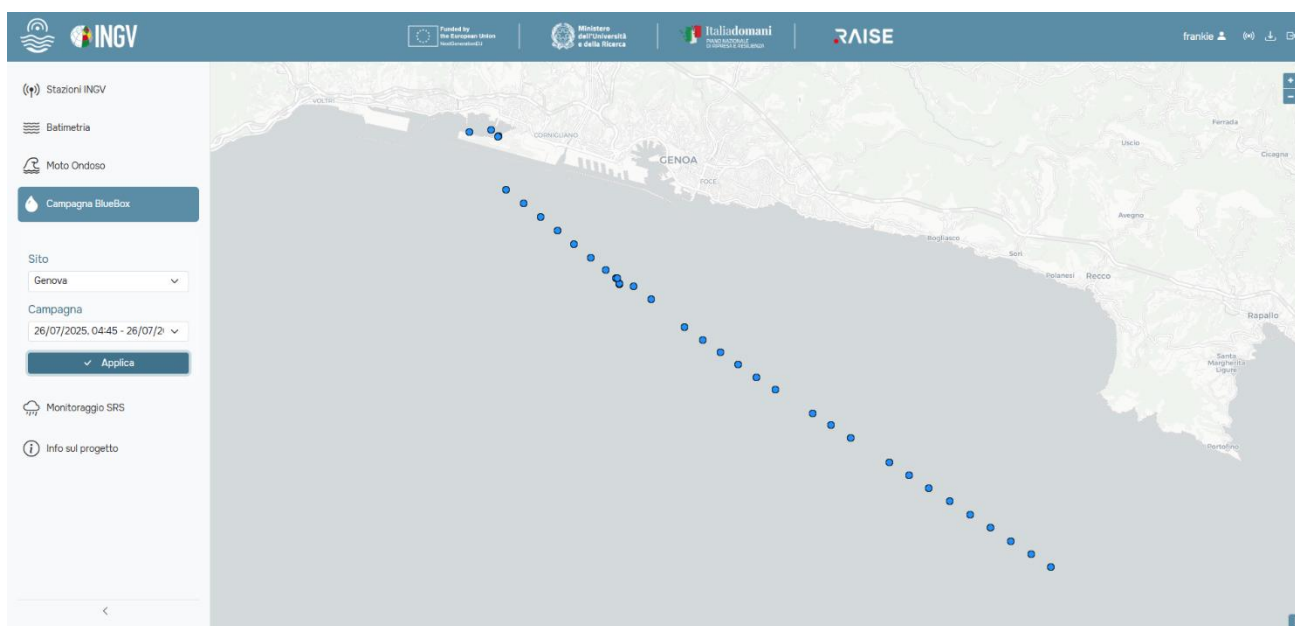 INGV
Funded by
the European Union
NextGenerationEU
Ministero
dell'Università
e della Ricerca
Italiadomani
PIANO NAZIONALE
DI RIPRESA E RESILIENZA
RAISE
frankie
Stazioni INGV
Batimetria
Moto Ondoso
Campagna BlueBox
Sito
Genova
Campagna
26/07/2025, 04:45 - 26/07/2
Applica
Monitoraggio SRS
Info sul progetto
VOLTRI
CORNIGLIANO
GENOA
FOCE
Bogliasco
Sori
Polanesi
Recco
Avegno
Uscio
Ferrada
Cicagna
Rapallo
Santa
Margherita
Ligure
Portofino
+
−
<